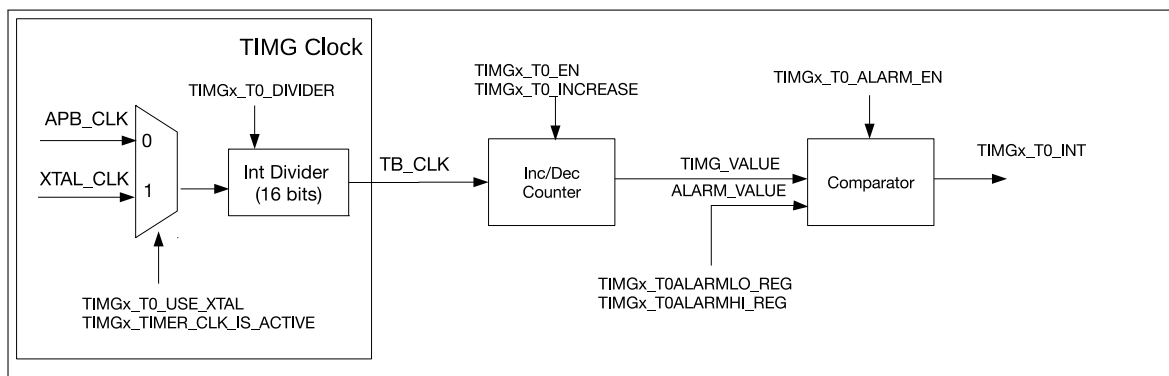 TIMG Clock
TIMGx_T0_DIVIDER
APB_CLK
0
XTAL_CLK
1
Int Divider
(16 bits)
TIMGx_T0_USE_XTAL
TIMGx_TIMER_CLK_IS_ACTIVE
TB_CLK
TIMGx_T0_EN
TIMGx_T0_INCREASE
Inc/Dec
Counter
TIMG_VALUE
ALARM_VALUE
TIMGx_T0ALARMLO_REG
TIMGx_T0ALARMHI_REG
TIMGx_T0_ALARM_EN
Comparator
TIMGx_T0_INT